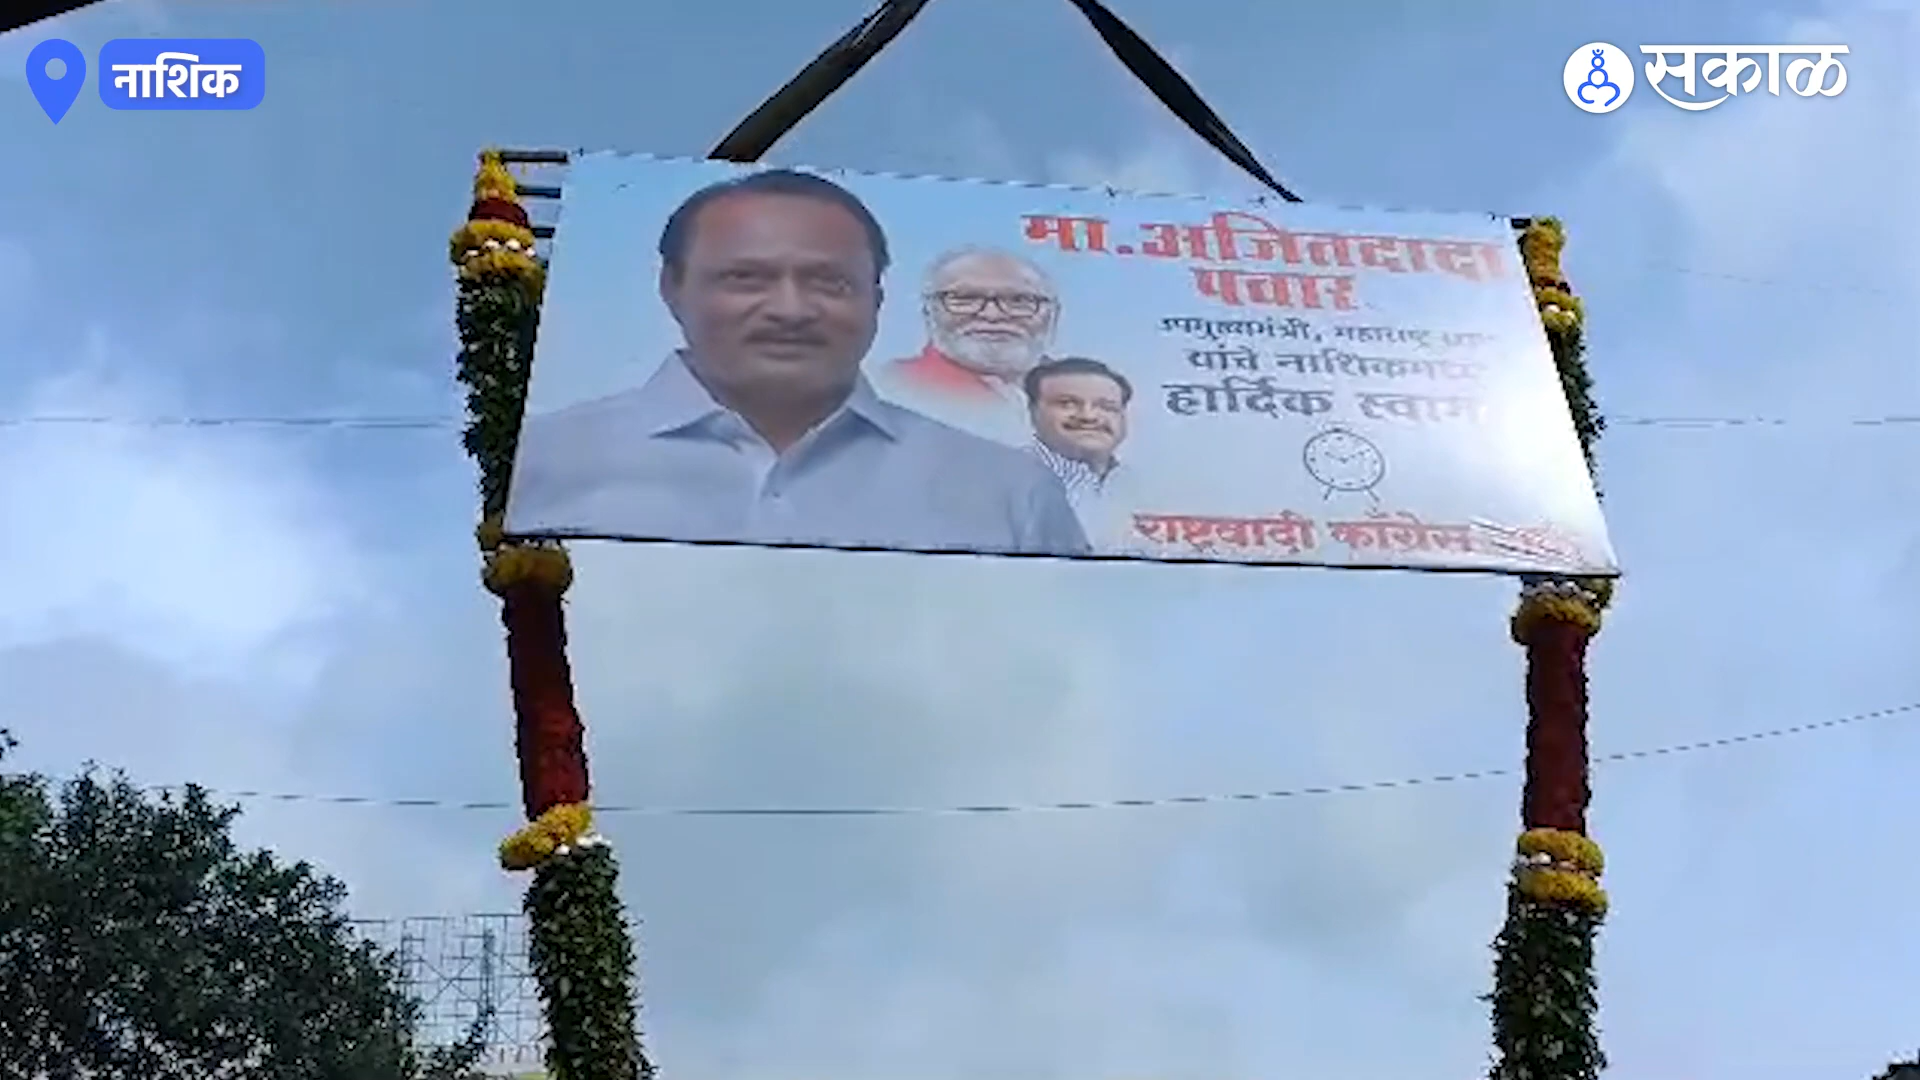 नाशिक
सकाळ
मा.अजितदादा
पवार
उपमुख्यमंत्री, महाराष्ट्र
यांचे
हार्दिक
राष्ट्रवादी काँग्रेस